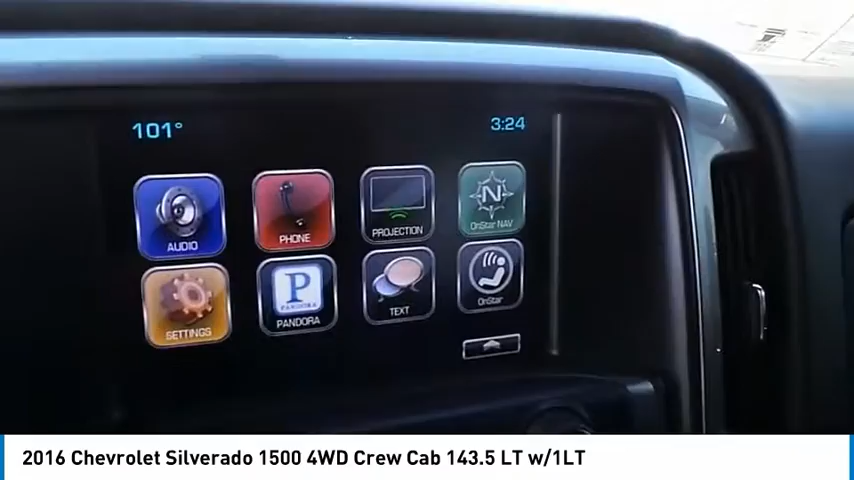 101° 3:24
AUDIO PHONE PROJECTION OnStar NAV
N
SETTINGS PANDORA TEXT OnStar
P
PANDORA
2016 Chevrolet Silverado 1500 4WD Crew Cab 143.5 LT w/1LT